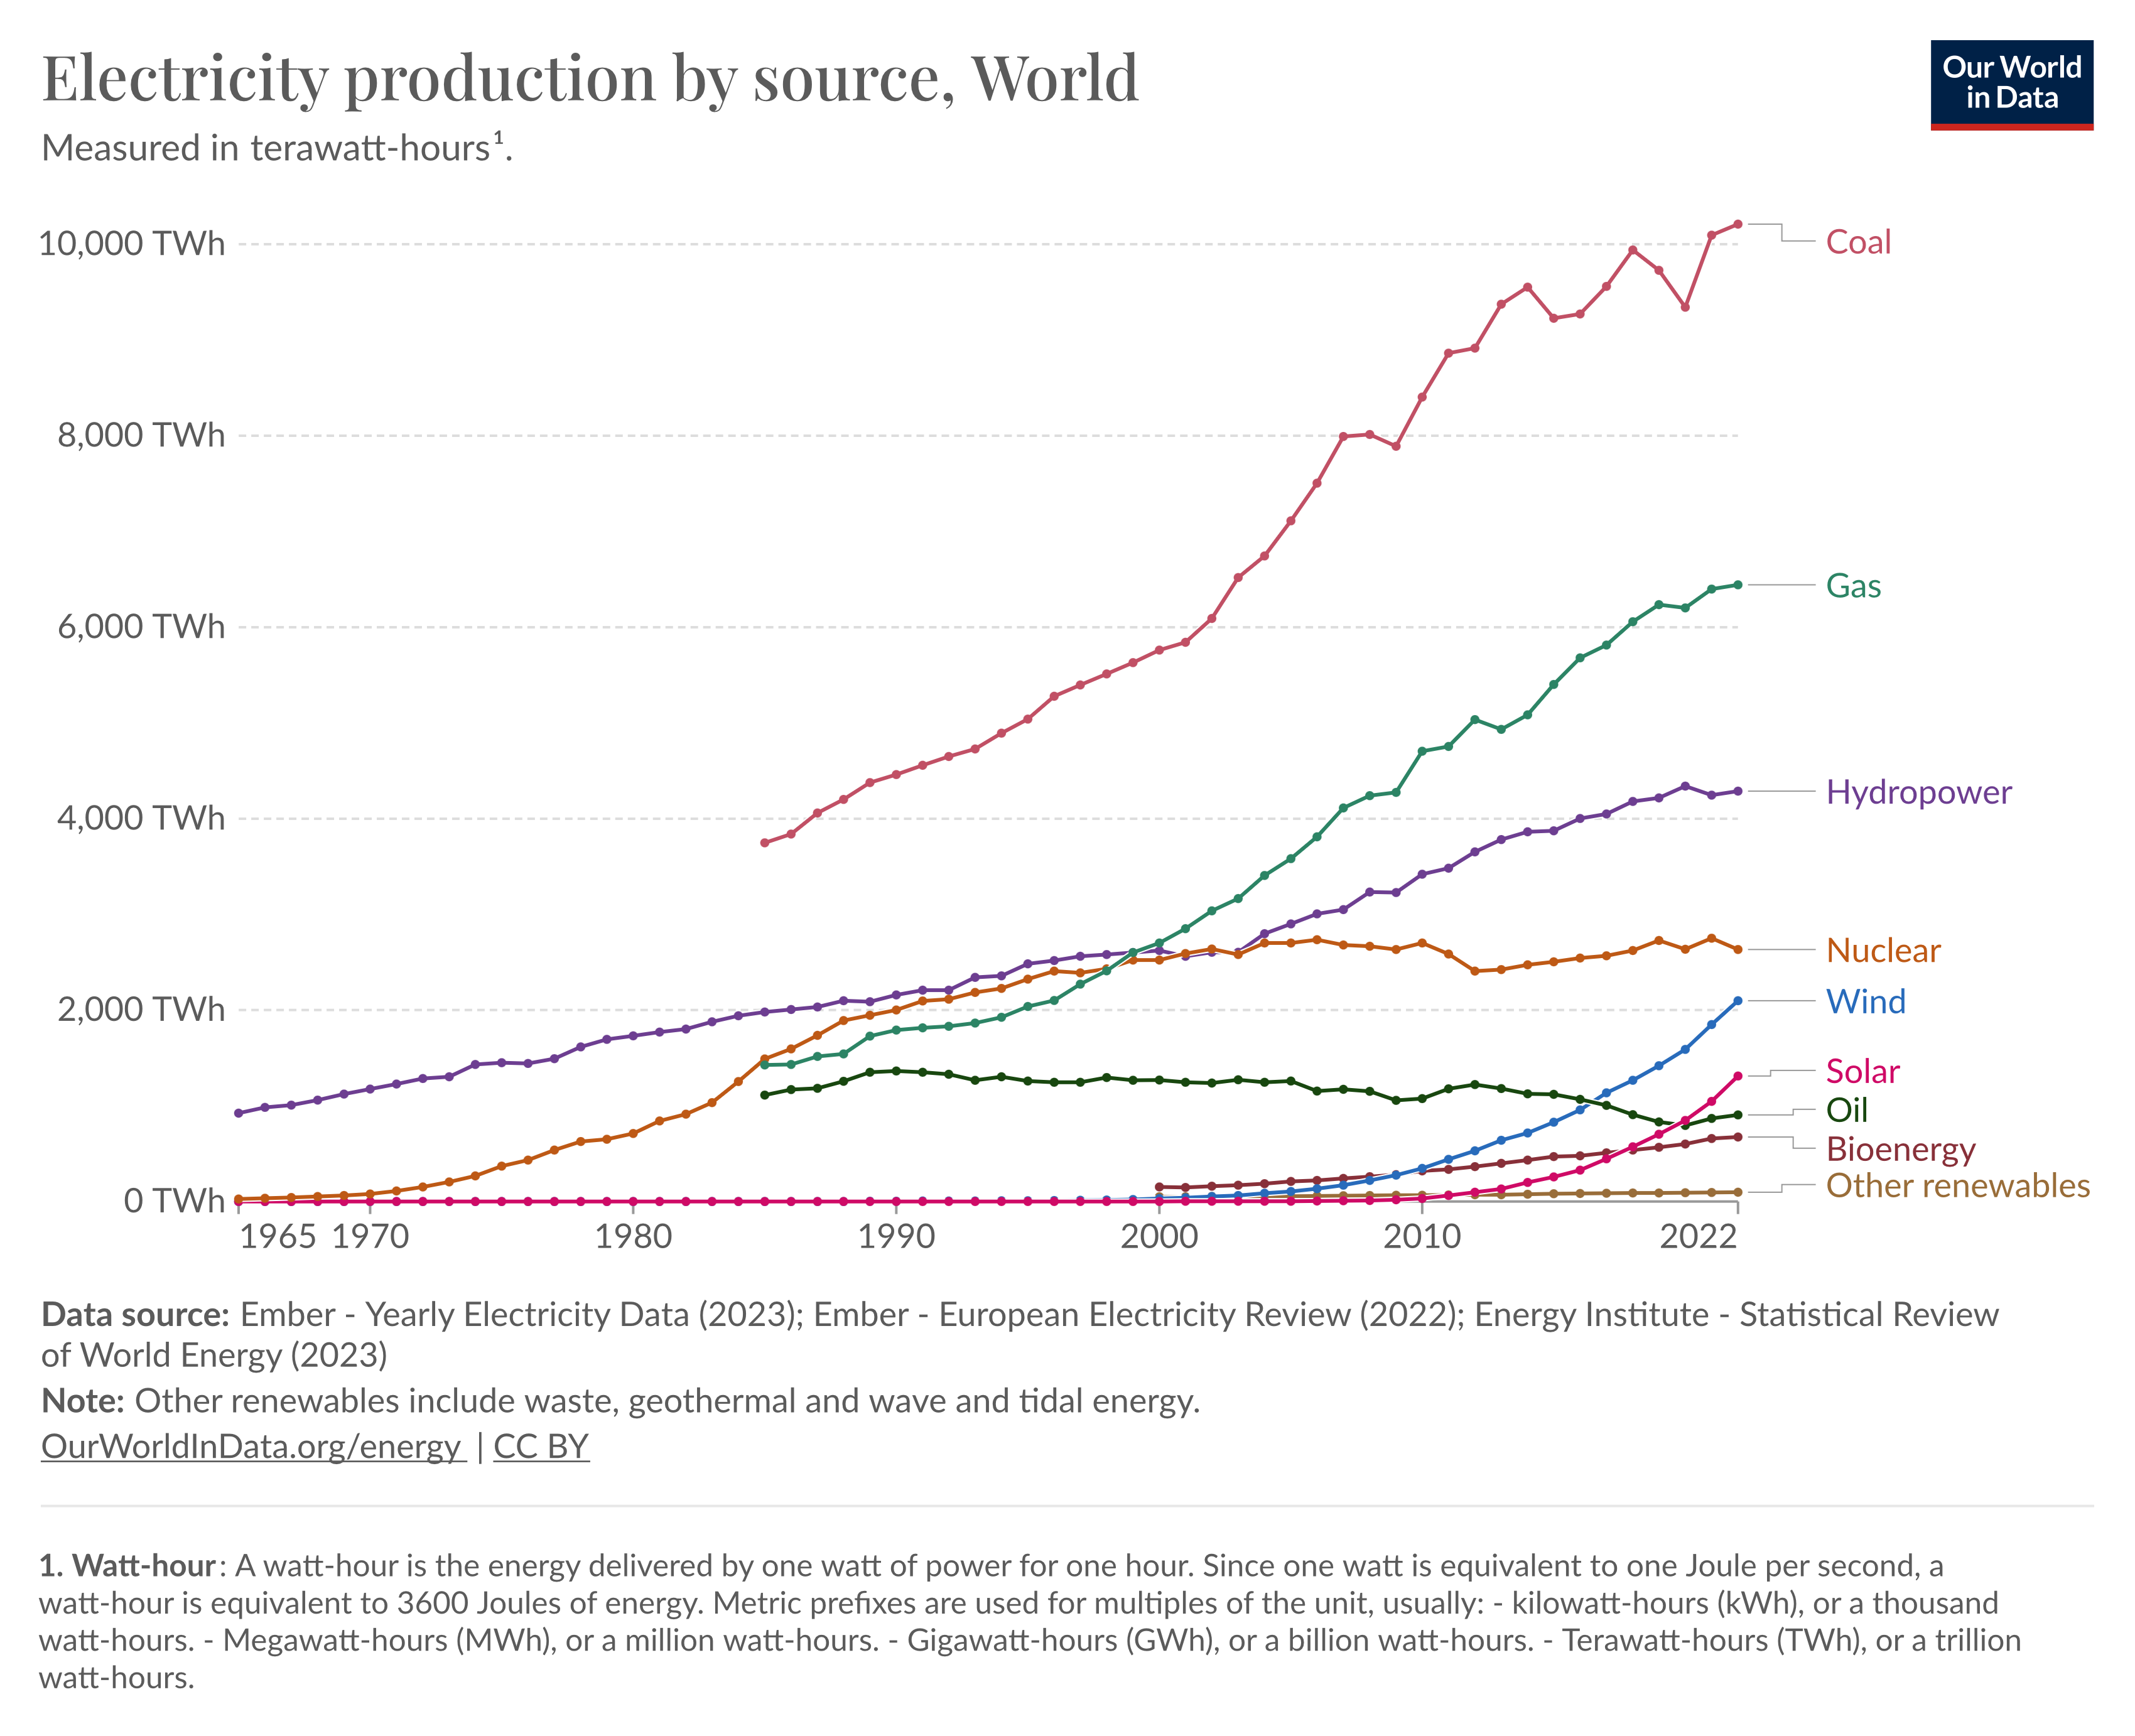 Electricity production by source, World
Our World
in Data
Measured in terawatt-hours¹.
10,000 TWh
8,000 TWh
6,000 TWh
4,000 TWh
2,000 TWh
0 TWh
Coal
Gas
Hydropower
Nuclear
Wind
Solar
Oil
Bioenergy
Other renewables
1965 1970 1980 1990 2000 2010 2022
Data source: Ember - Yearly Electricity Data (2023); Ember - European Electricity Review (2022); Energy Institute - Statistical Review
of World Energy (2023)
Note: Other renewables include waste, geothermal and wave and tidal energy.
OurWorldInData.org/energy | CC BY
1. Watt-hour: A watt-hour is the energy delivered by one watt of power for one hour. Since one watt is equivalent to one Joule per second, a
watt-hour is equivalent to 3600 Joules of energy. Metric prefixes are used for multiples of the unit, usually: - kilowatt-hours (kWh), or a thousand
watt-hours. - Megawatt-hours (MWh), or a million watt-hours. - Gigawatt-hours (GWh), or a billion watt-hours. - Terawatt-hours (TWh), or a trillion
watt-hours.